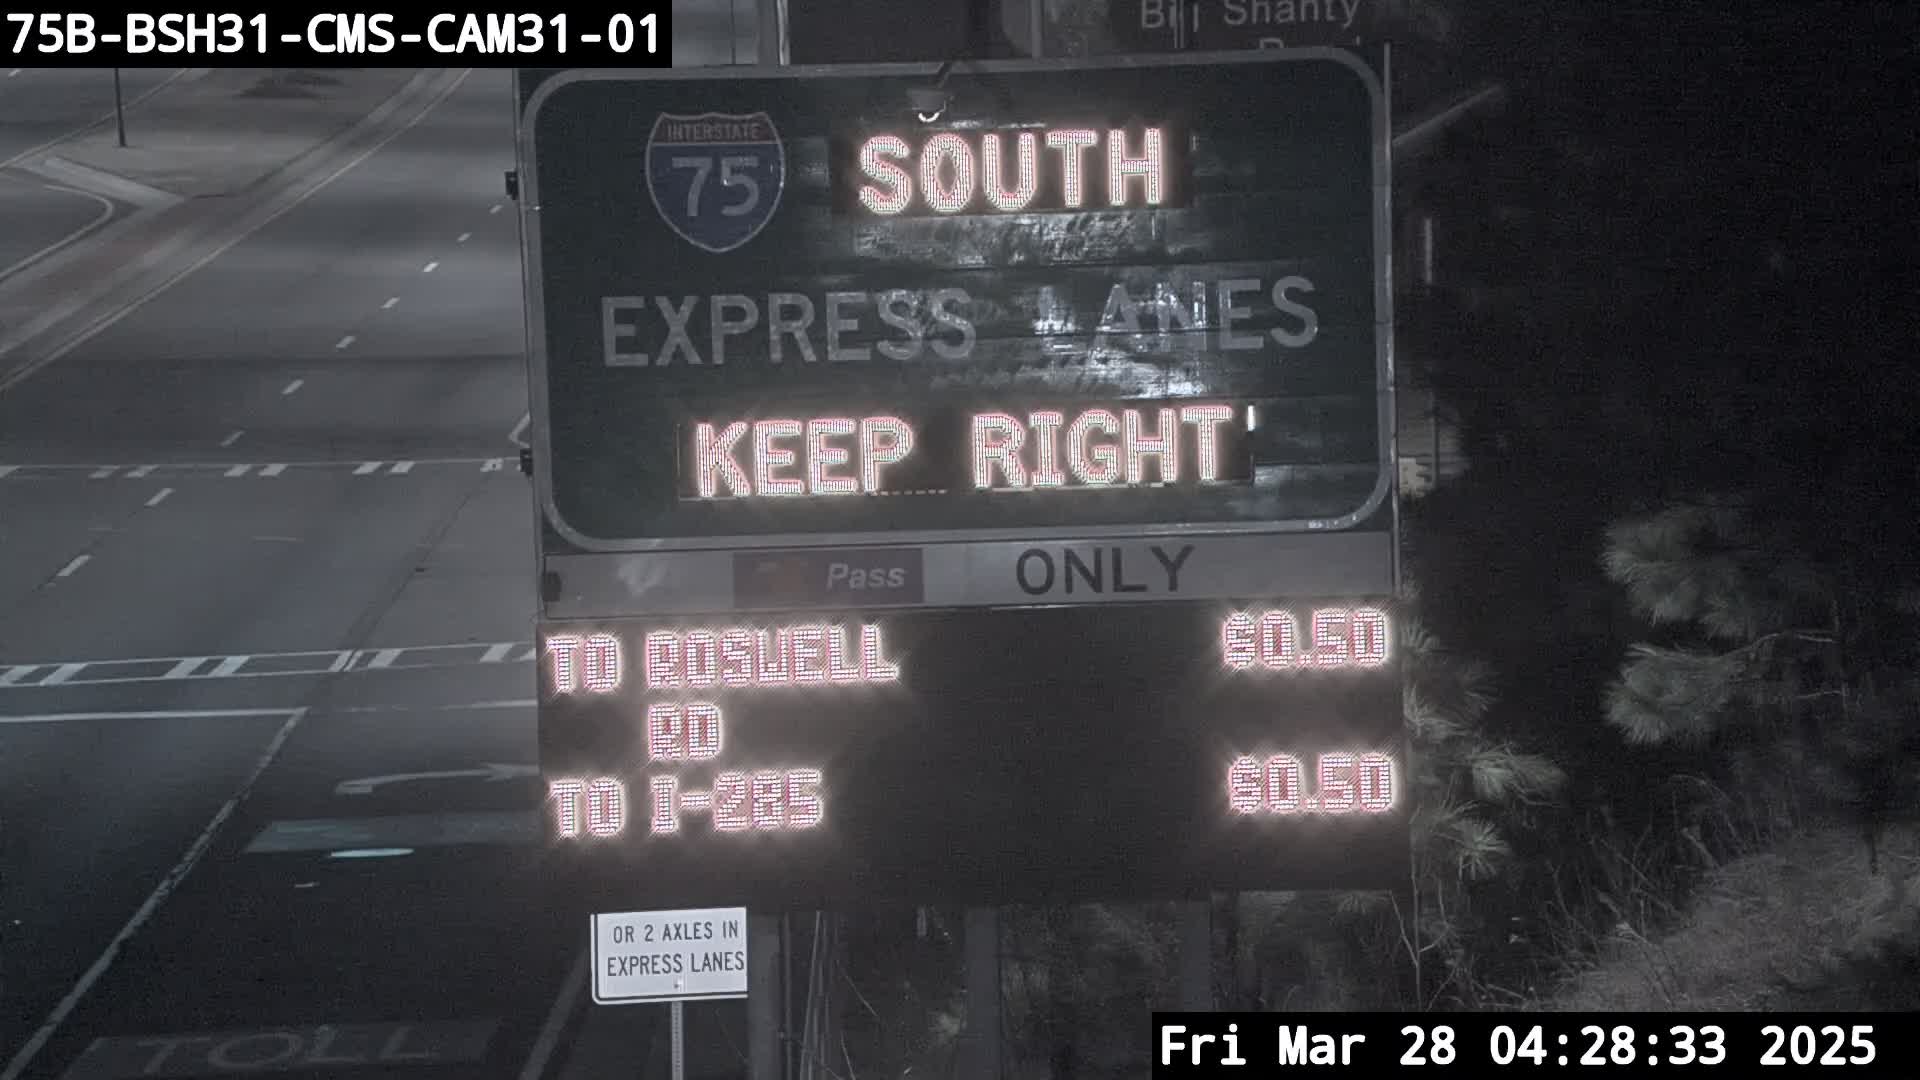 75B-BSH31-CMS-CAM31-01
Shanty
INTERSTATE
75
SOUTH
EXPRESS LANES
KEEP RIGHT
Pass ONLY
TO ROSWELL $0.50
RD
TO I-285 $0.50
OR 2 AXLES IN
EXPRESS LANES
TOLL
Fri Mar 28 04:28:33 2025